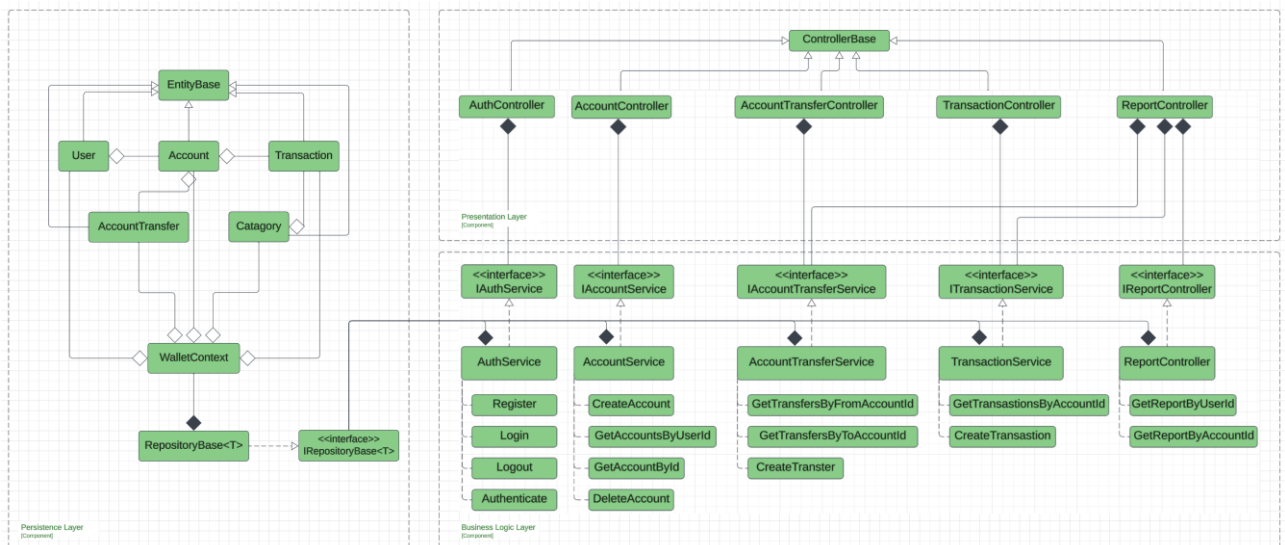 EntityBase
User
Account
Transaction
AccountTransfer
Catagory
WalletContext
RepositoryBase<T>
<<interface>>
IRepositoryBase<T>
Persistence Layer
[Component]
ControllerBase
AuthController
AccountController
AccountTransferController
TransactionController
ReportController
Presentation Layer
[Component]
<<interface>>
IAuthService
<<interface>>
IAccountService
<<interface>>
IAccountTransferService
<<interface>>
ITransactionService
<<interface>>
IReportController
AuthService
Register
Login
Logout
Authenticate
AccountService
CreateAccount
GetAccountsByUserId
GetAccountById
DeleteAccount
AccountTransferService
GetTransfersByFromAccountId
GetTransfersByToAccountId
CreateTranster
TransactionService
GetTransastionsByAccountId
CreateTransastion
ReportController
GetReportByUserId
GetReportByAccountId
Business Logic Layer
[Component]